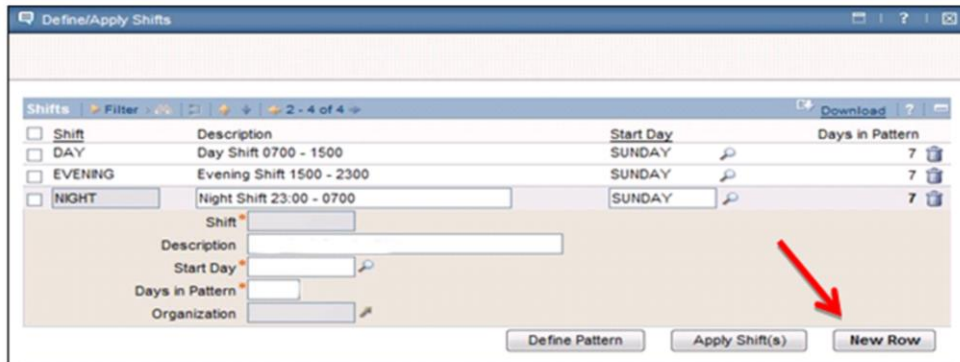 Define/Apply Shifts
Shifts Filter 2 - 4 of 4 Download ?
Shift Description Start Day Days in Pattern
DAY Day Shift 0700 - 1500 SUNDAY 7
EVENING Evening Shift 1500 - 2300 SUNDAY 7
NIGHT Night Shift 23:00 - 0700 SUNDAY 7
Shift*
Description
Start Day*
Days in Pattern*
Organization
Define Pattern Apply Shift(s) New Row